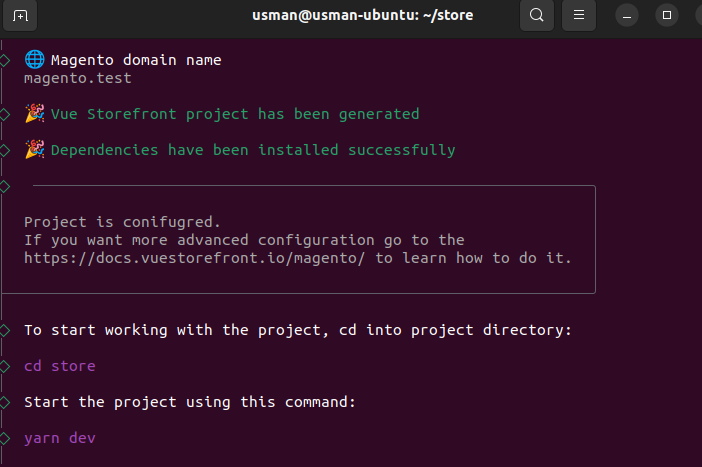 usman@usman-ubuntu: ~/store
Magento domain name
magento.test
Vue Storefront project has been generated
Dependencies have been installed successfully
Project is conifugred.
If you want more advanced configuration go to the
https://docs.vuestorefront.io/magento/ to learn how to do it.
To start working with the project, cd into project directory:
cd store
Start the project using this command:
yarn dev